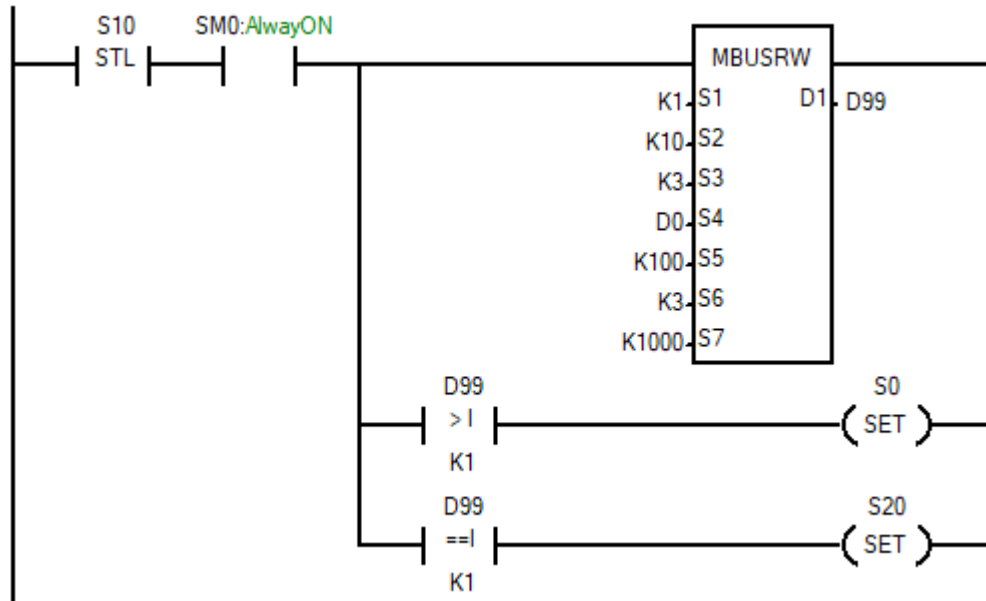 S10 SM0:AlwayON
STL
MBUSRW
K1 S1 D1 D99
K10 S2
K3 S3
D0 S4
K100 S5
K3 S6
K1000 S7
D99 S0
> I SET
K1
D99 S20
==I SET
K1